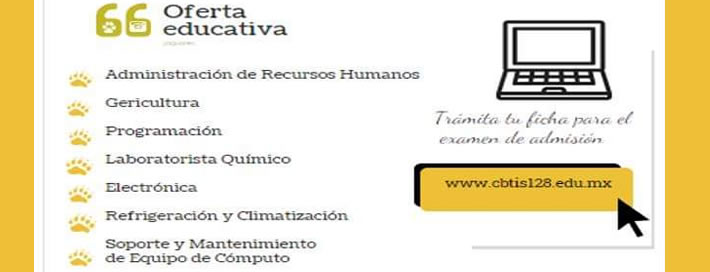 Oferta
educativa
Administración de Recursos Humanos
Gericultura
Programación
Laboratorista Químico
Electrónica
Refrigeración y Climatización
Soporte y Mantenimiento
de Equipo de Cómputo
Trámita tu ficha para el
examen de admisión
www.cbtis128.edu.mx